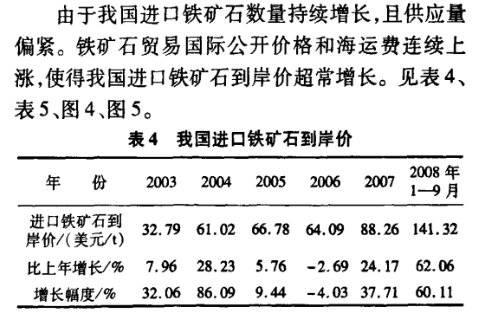 由于我国进口铁矿石数量持续增长,且供应量
偏紧。铁矿石贸易国际公开价格和海运费连续上
涨,使得我国进口铁矿石到岸价超常增长。见表4、
表5、图4、图5。
表4 我国进口铁矿石到岸价
年 份 2003 2004 2005 2006 2007 2008年1—9月
进口铁矿石到
岸价/(美元/t) 32.79 61.02 66.78 64.09 88.26 141.32
比上年增长/% 7.96 28.23 5.76 -2.69 24.17 62.06
增长幅度/% 32.06 86.09 9.44 -4.03 37.71 60.11